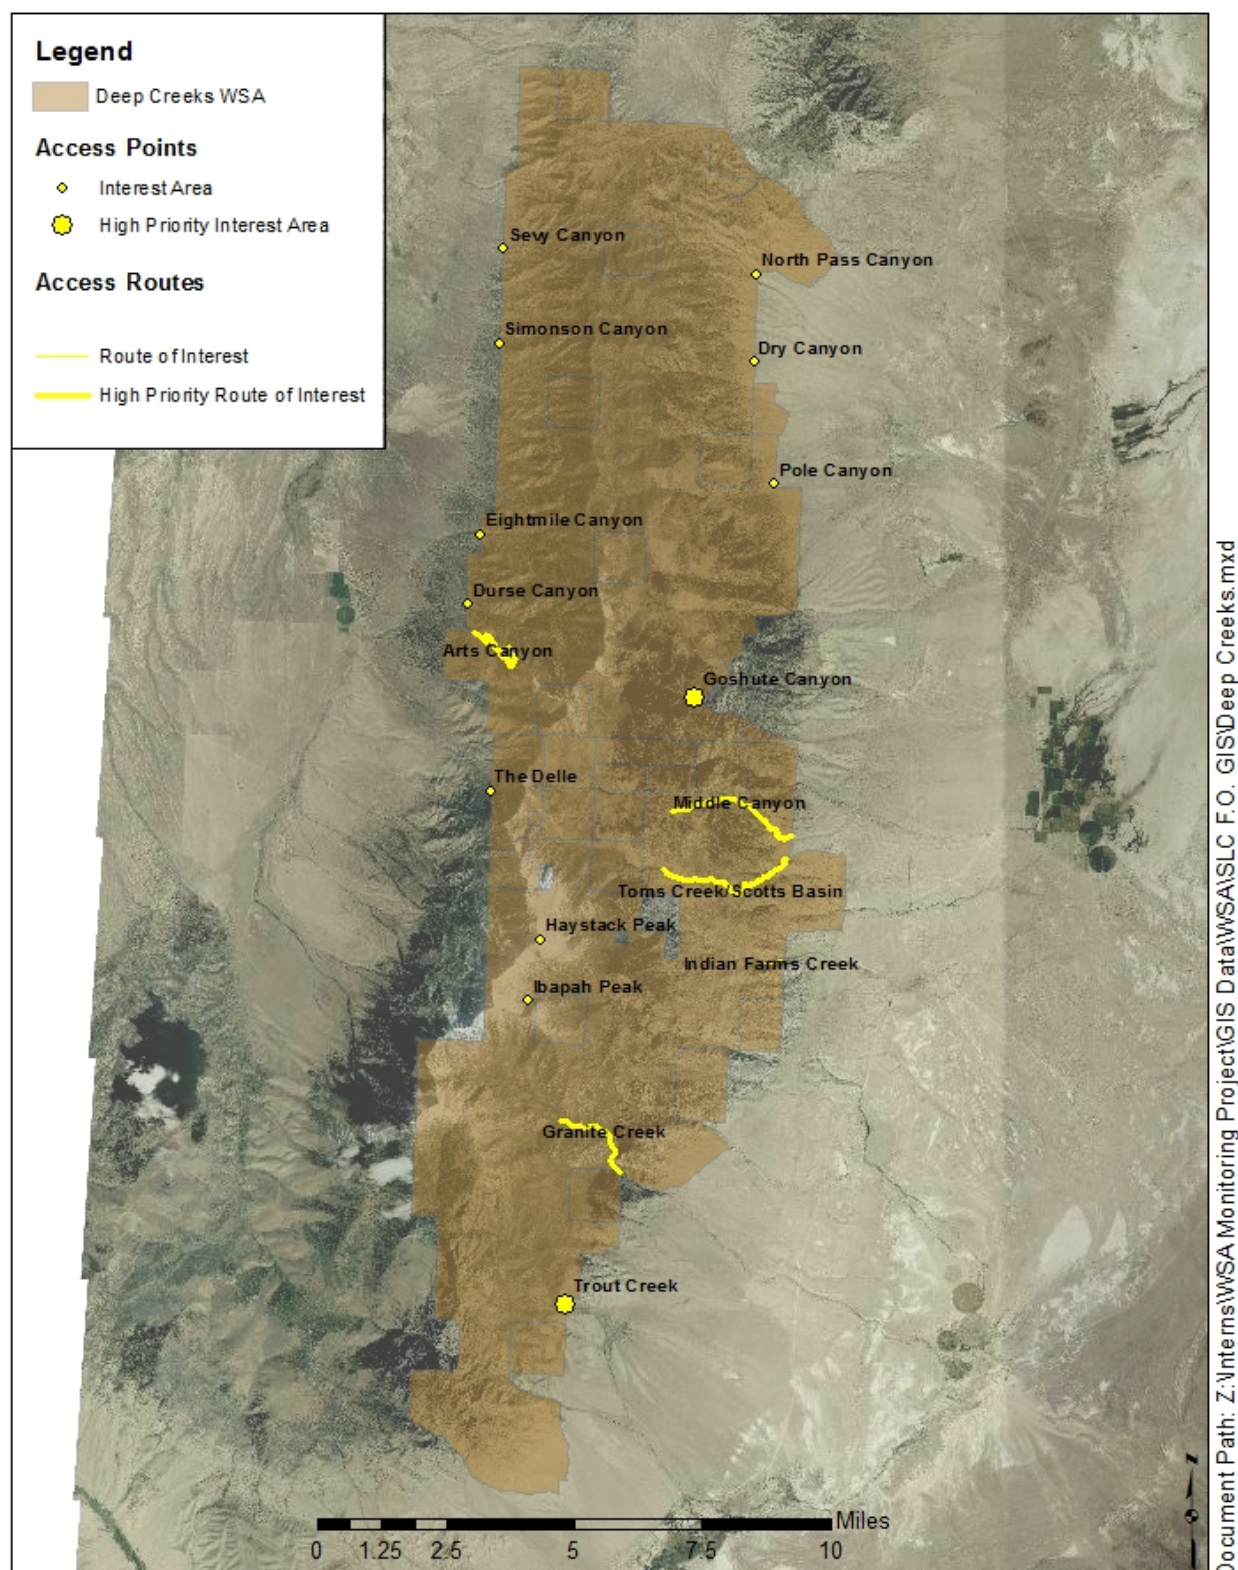 Legend
Deep Creeks WSA
Access Points
Interest Area
High Priority Interest Area
Access Routes
Route of Interest
High Priority Route of Interest
Sevy Canyon
North Pass Canyon
Simonson Canyon
Dry Canyon
Pole Canyon
Eightmile Canyon
Durse Canyon
Arts Canyon
Goshute Canyon
The Delle
Middle Canyon
Toms Creek/Scotts Basin
Haystack Peak
Indian Farms Creek
Ibapah Peak
Granite Creek
Trout Creek
Miles
0 1.25 2.5 5 7.5 10
Z
Document Path: Z:\Interns\WSA Monitoring Project\GIS Data\WSA\SLC F.O. GIS\Deep Creeks.mxd